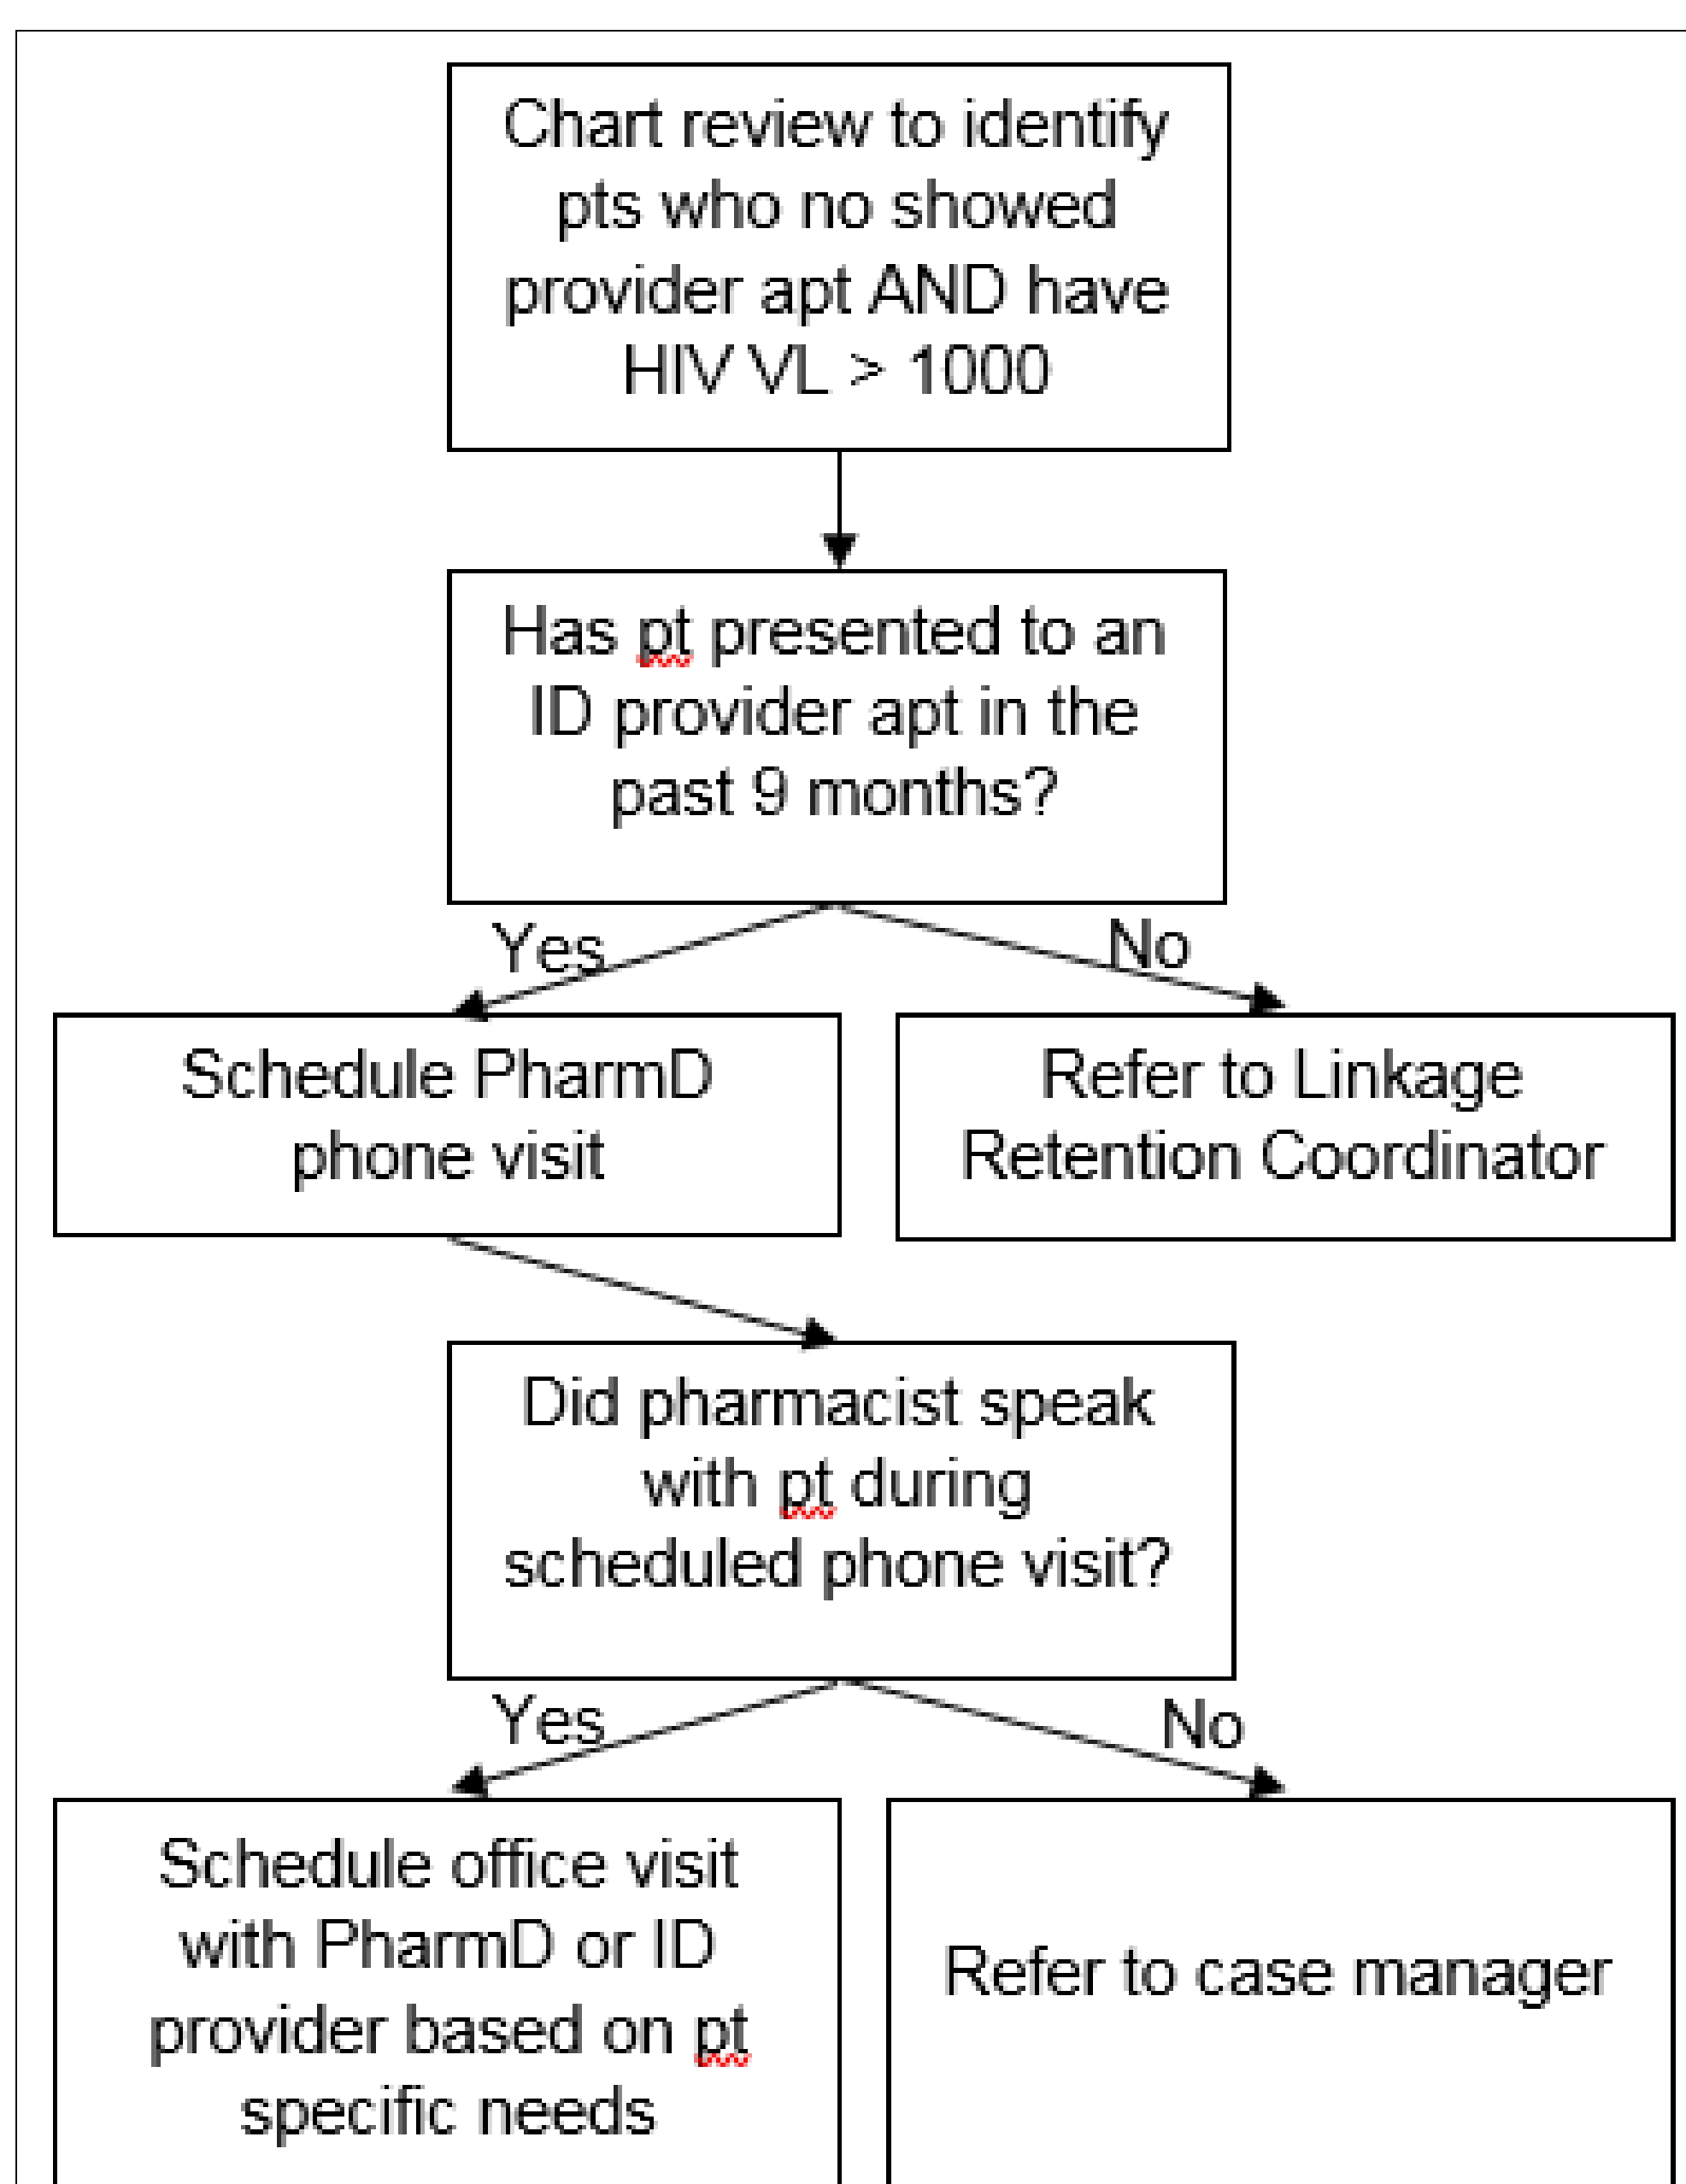 Chart review to identify
pts who no showed
provider apt AND have
HIV VL > 1000
Has pt presented to an
ID provider apt in the
past 9 months?
Yes
No
Schedule PharmD
phone visit
Refer to Linkage
Retention Coordinator
Did pharmacist speak
with pt during
scheduled phone visit?
Yes
No
Schedule office visit
with PharmD or ID
provider based on pt
specific needs
Refer to case manager